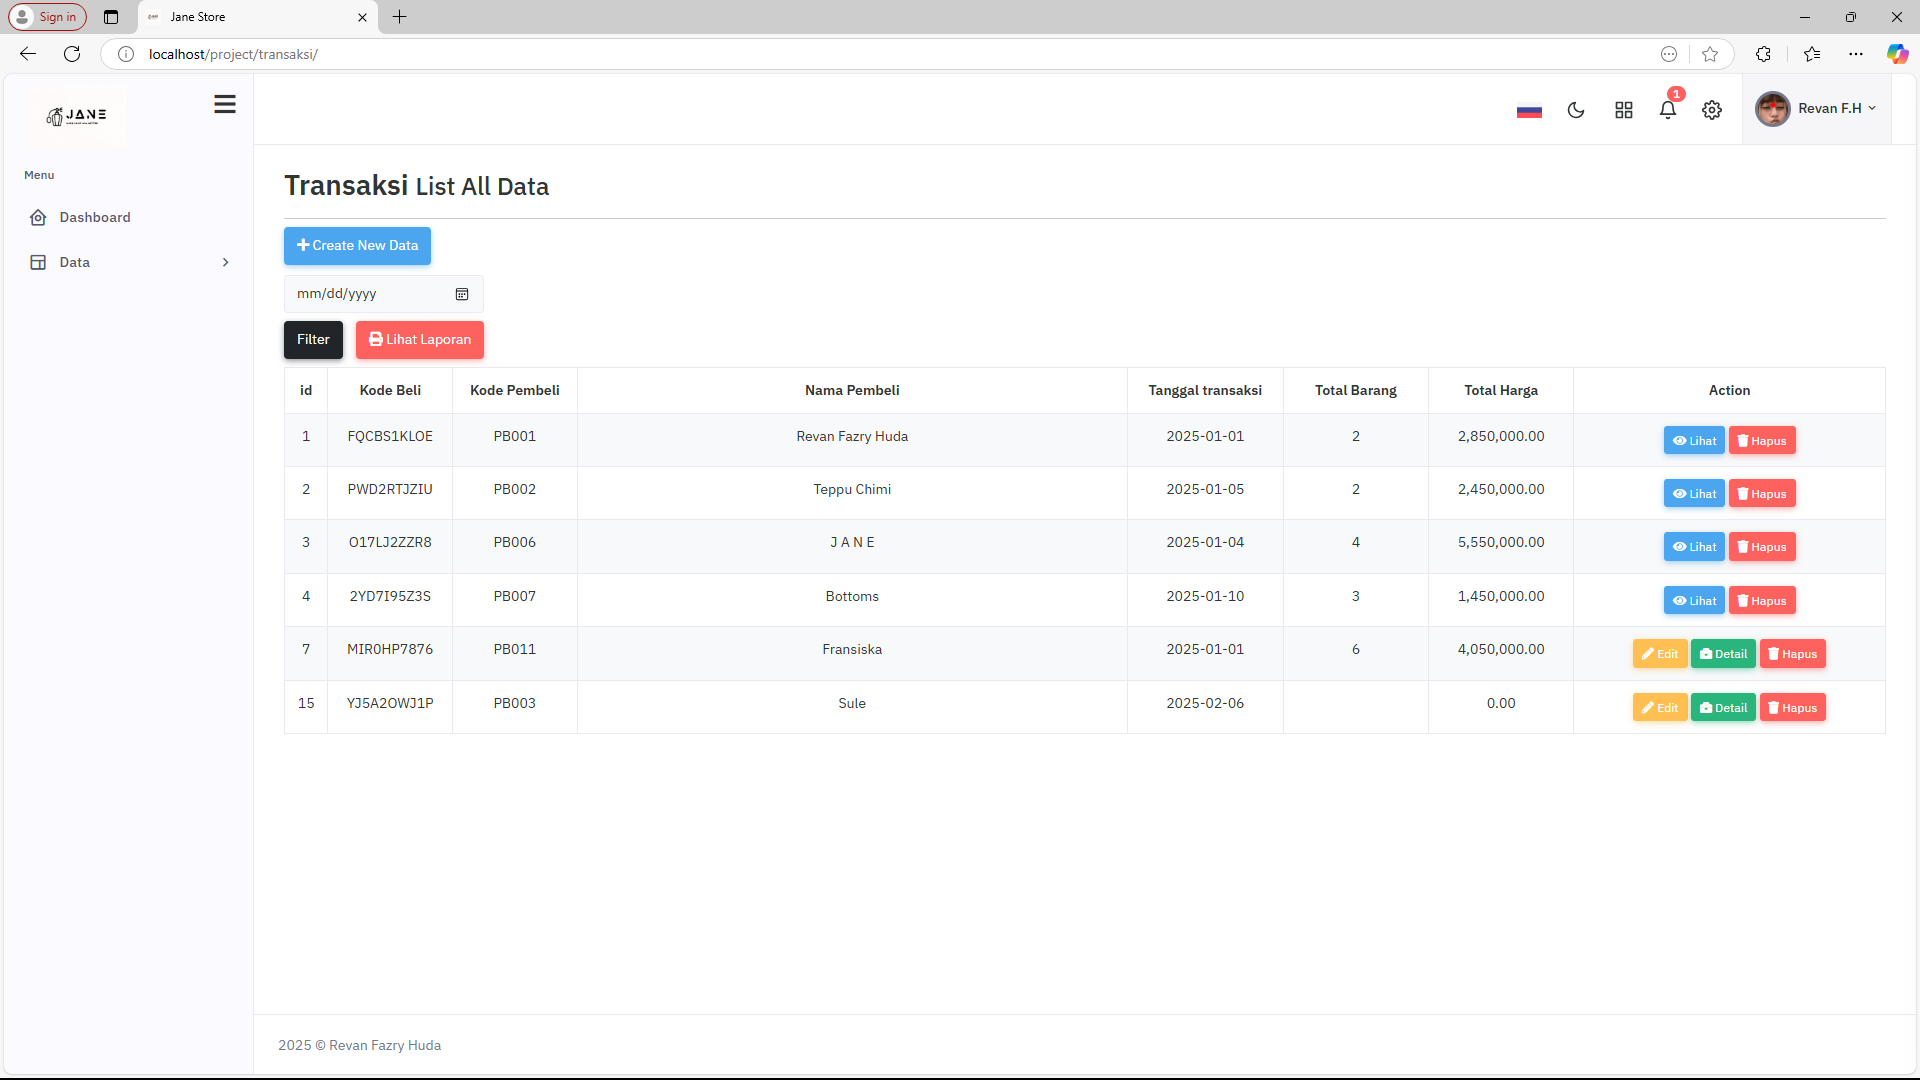 Sign in
Jane Store
localhost/project/transaksi/
JANE
1
Revan F.H
Menu
Dashboard
Data
Transaksi List All Data
Create New Data
mm/dd/yyyy
Filter
Lihat Laporan
id Kode Beli Kode Pembeli Nama Pembeli Tanggal transaksi Total Barang Total Harga Action
1 FQCBS1KLOE PB001 Revan Fazry Huda 2025-01-01 2 2,850,000.00 Lihat Hapus
2 PWD2RTJZIU PB002 Teppu Chimi 2025-01-05 2 2,450,000.00 Lihat Hapus
3 O17LJ2ZZR8 PB006 J A N E 2025-01-04 4 5,550,000.00 Lihat Hapus
4 2YD7I95Z3S PB007 Bottoms 2025-01-10 3 1,450,000.00 Lihat Hapus
7 MIR0HP7876 PB011 Fransiska 2025-01-01 6 4,050,000.00 Edit Detail Hapus
15 YJ5A2OWJ1P PB003 Sule 2025-02-06 0.00 Edit Detail Hapus
2025 © Revan Fazry Huda